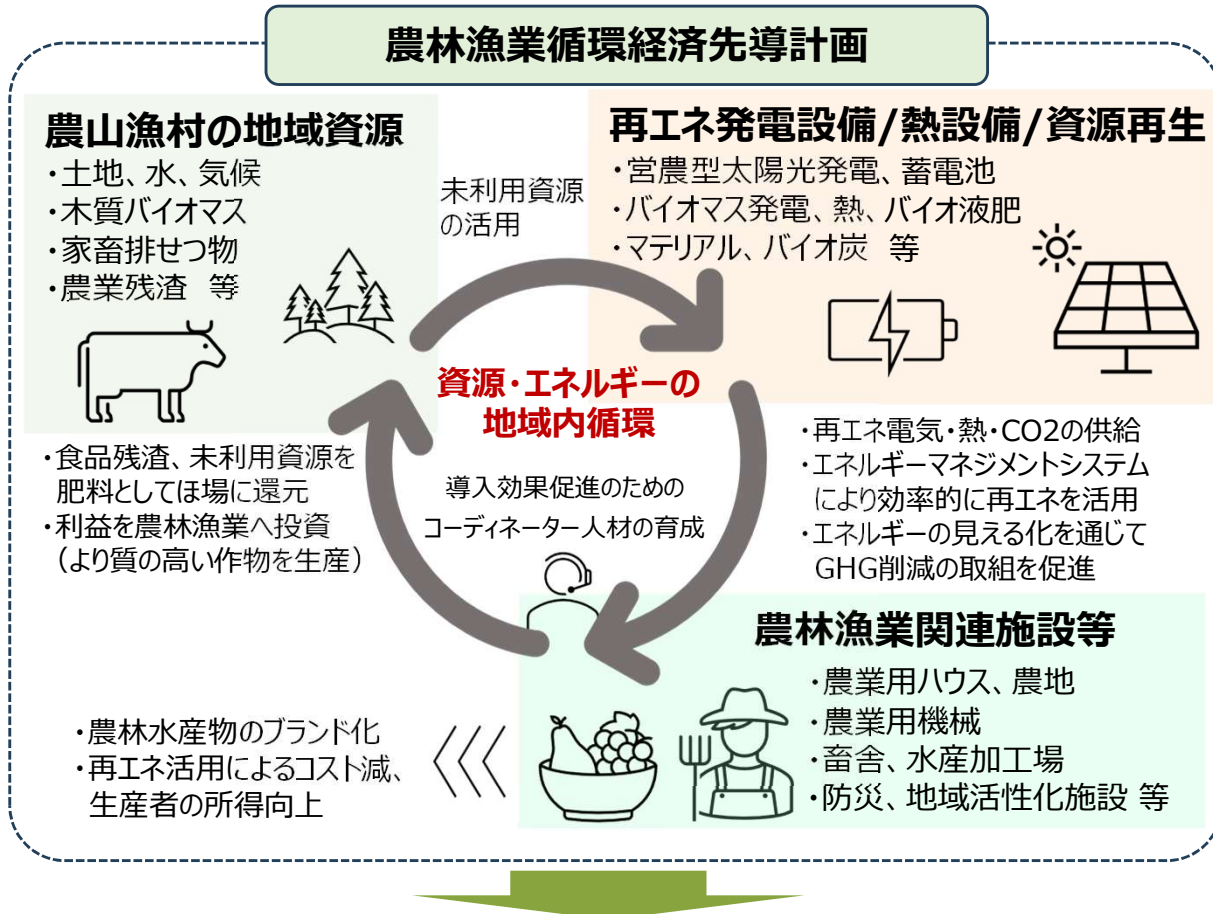 農林漁業循環経済先導計画
農山漁村の地域資源
・土地、水、気候
・木質バイオマス
・家畜排せつ物
・農業残渣 等
未利用資源
の活用
再エネ発電設備/熱設備/資源再生
・営農型太陽光発電、蓄電池
・バイオマス発電、熱、バイオ液肥
・マテリアル、バイオ炭 等
資源・エネルギーの
地域内循環
導入効果促進のための
コーディネーター人材の育成
・再エネ電気・熱・CO2の供給
・エネルギーマネジメントシステム
により効率的に再エネを活用
・エネルギーの見える化を通じて
GHG削減の取組を促進
・食品残渣、未利用資源を
肥料としてほ場に還元
・利益を農林漁業へ投資
（より質の高い作物を生産）
農林漁業関連施設等
・農業用ハウス、農地
・農業用機械
・畜舎、水産加工場
・防災、地域活性化施設 等
・農林水産物のブランド化
・再エネ活用によるコスト減、
生産者の所得向上